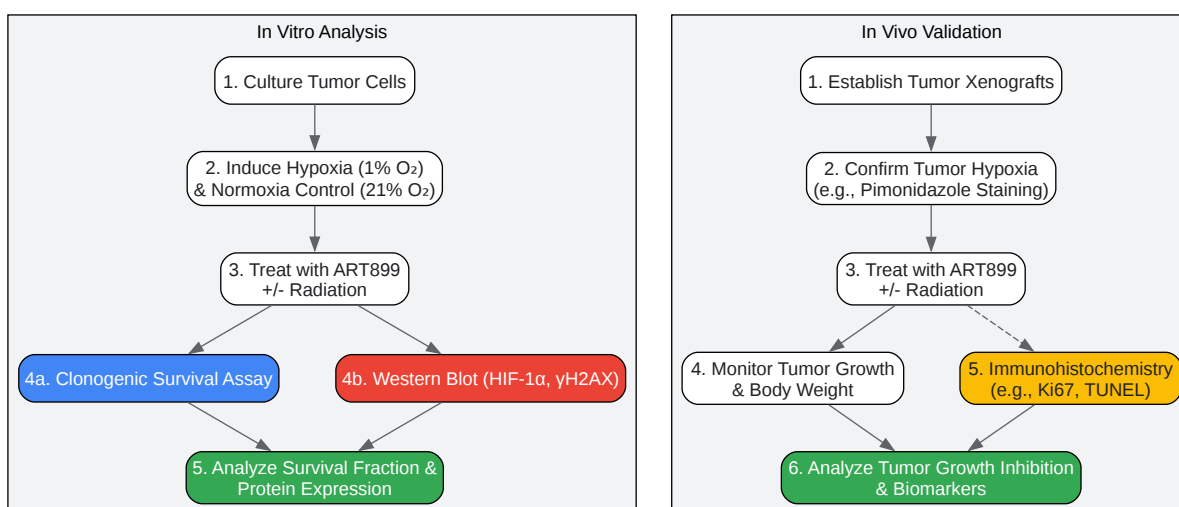 In Vitro Analysis
1. Culture Tumor Cells
2. Induce Hypoxia (1% O₂)
& Normoxia Control (21% O₂)
3. Treat with ART899
+/- Radiation
4a. Clonogenic Survival Assay
4b. Western Blot (HIF-1α, γH2AX)
5. Analyze Survival Fraction &
Protein Expression
In Vivo Validation
1. Establish Tumor Xenografts
2. Confirm Tumor Hypoxia
(e.g., Pimonidazole Staining)
3. Treat with ART899
+/- Radiation
4. Monitor Tumor Growth
& Body Weight
5. Immunohistochemistry
(e.g., Ki67, TUNEL)
6. Analyze Tumor Growth Inhibition
& Biomarkers